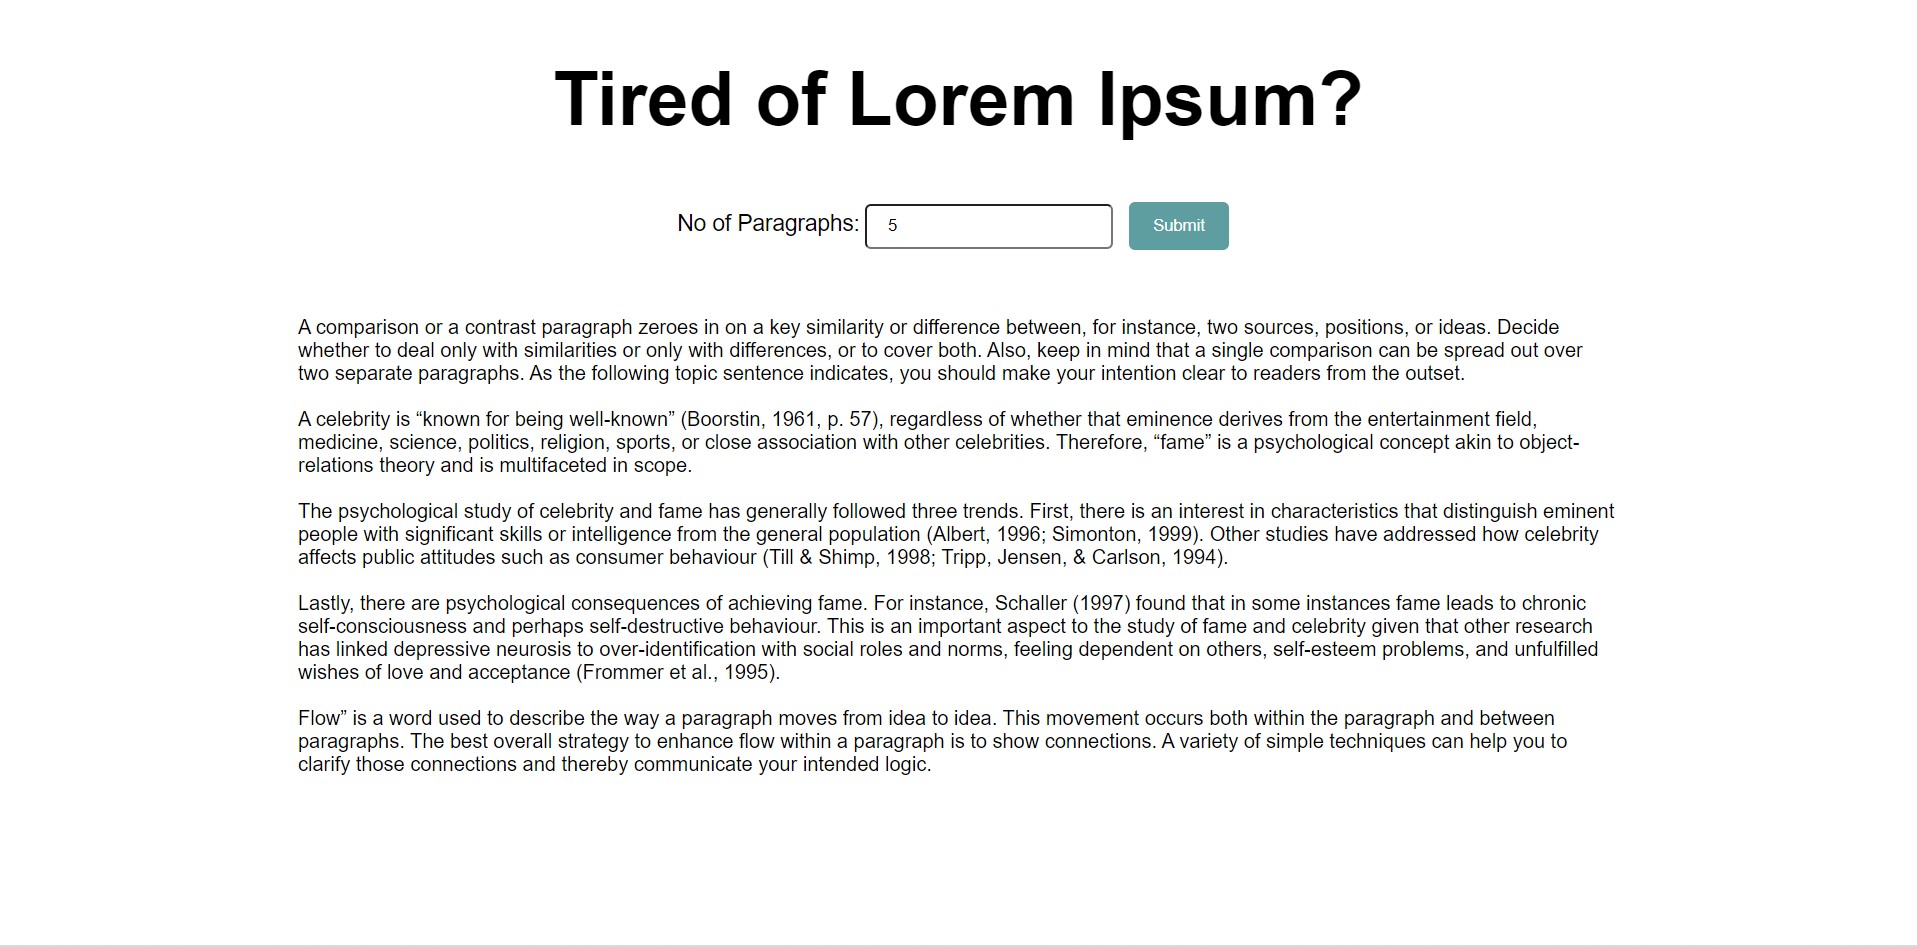 Tired of Lorem Ipsum?
No of Paragraphs: 5 Submit
A comparison or a contrast paragraph zeroes in on a key similarity or difference between, for instance, two sources, positions, or ideas. Decide
whether to deal only with similarities or only with differences, or to cover both. Also, keep in mind that a single comparison can be spread out over
two separate paragraphs. As the following topic sentence indicates, you should make your intention clear to readers from the outset.
A celebrity is “known for being well-known” (Boorstin, 1961, p. 57), regardless of whether that eminence derives from the entertainment field,
medicine, science, politics, religion, sports, or close association with other celebrities. Therefore, “fame” is a psychological concept akin to object-
relations theory and is multifaceted in scope.
The psychological study of celebrity and fame has generally followed three trends. First, there is an interest in characteristics that distinguish eminent
people with significant skills or intelligence from the general population (Albert, 1996; Simonton, 1999). Other studies have addressed how celebrity
affects public attitudes such as consumer behaviour (Till & Shimp, 1998; Tripp, Jensen, & Carlson, 1994).
Lastly, there are psychological consequences of achieving fame. For instance, Schaller (1997) found that in some instances fame leads to chronic
self-consciousness and perhaps self-destructive behaviour. This is an important aspect to the study of fame and celebrity given that other research
has linked depressive neurosis to over-identification with social roles and norms, feeling dependent on others, self-esteem problems, and unfulfilled
wishes of love and acceptance (Frommer et al., 1995).
Flow” is a word used to describe the way a paragraph moves from idea to idea. This movement occurs both within the paragraph and between
paragraphs. The best overall strategy to enhance flow within a paragraph is to show connections. A variety of simple techniques can help you to
clarify those connections and thereby communicate your intended logic.